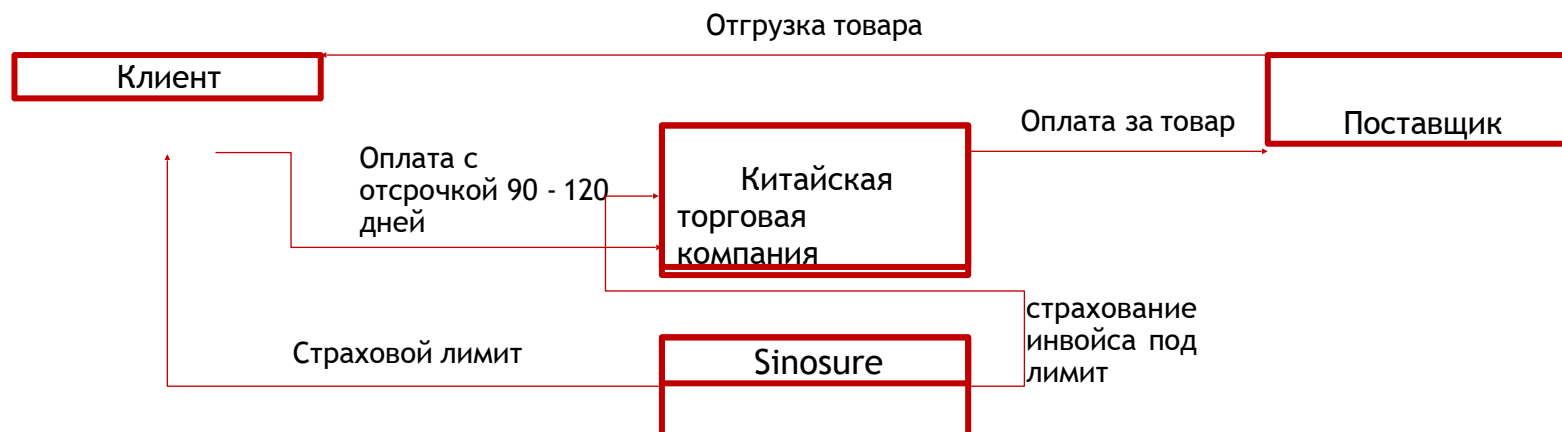 Отгрузка товара
Клиент
Оплата за товар
Поставщик
Оплата с
отсрочкой 90 - 120
дней
Китайская
торговая
компания
страхование
инвойса под
лимит
Страховой лимит
Sinosure